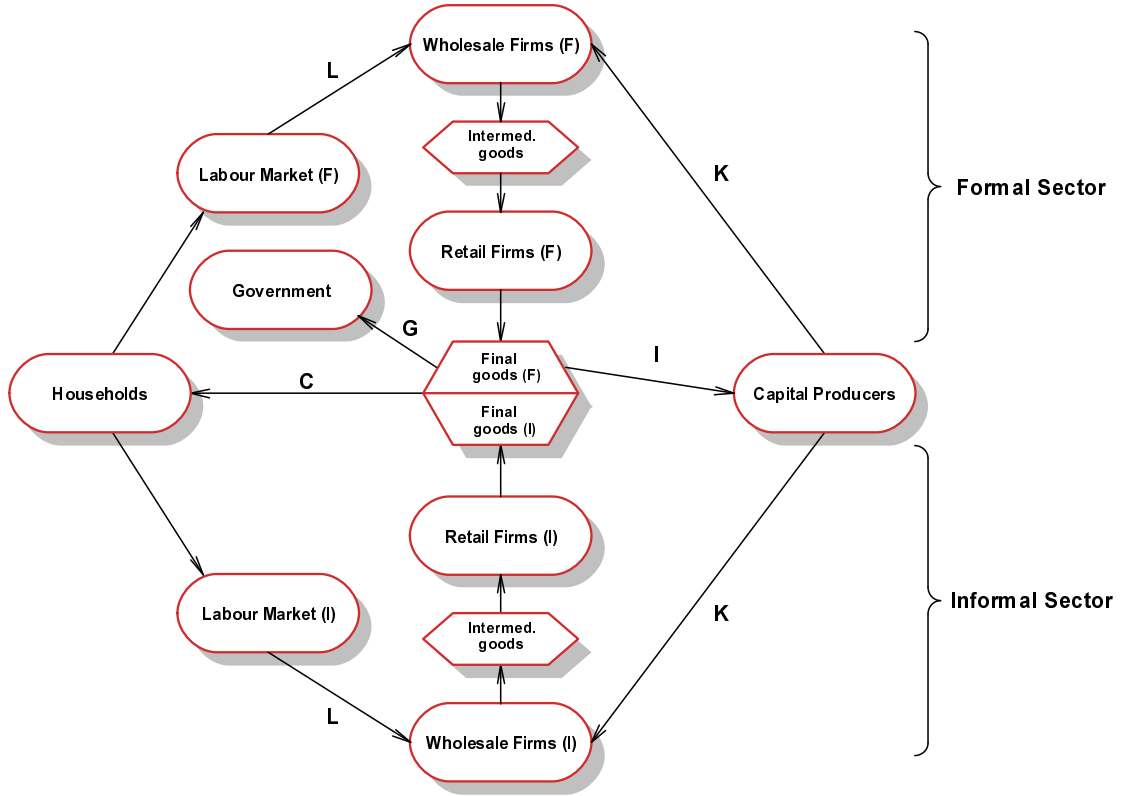 Wholesale Firms (F)
L
Intermed.
goods
Labour Market (F)
K
Formal Sector
Retail Firms (F)
Government
G
Final
goods (F)
I
C
Households
Capital Producers
Final
goods (I)
Retail Firms (I)
Informal Sector
Labour Market (I)
K
Intermed.
goods
L
Wholesale Firms (I)